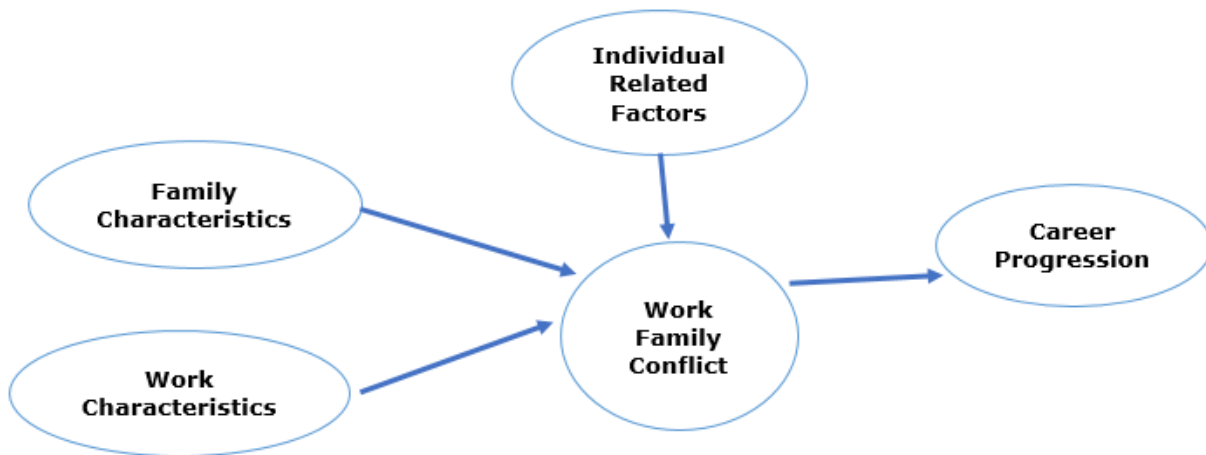 Individual
Related
Factors
Family
Characteristics
Career
Progression
Work
Family
Conflict
Work
Characteristics